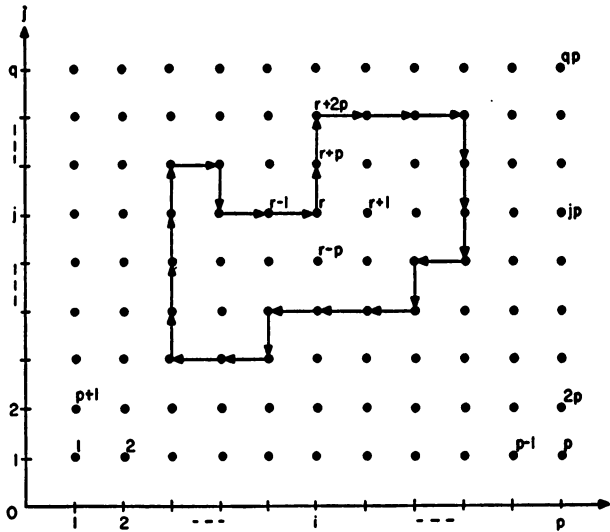 j
q qp
r+2p
r+p
j r-1 r r+1 jp
r-p
p+1 2p
2
1 2 p-1 p
1
0
1 2 --- i --- p